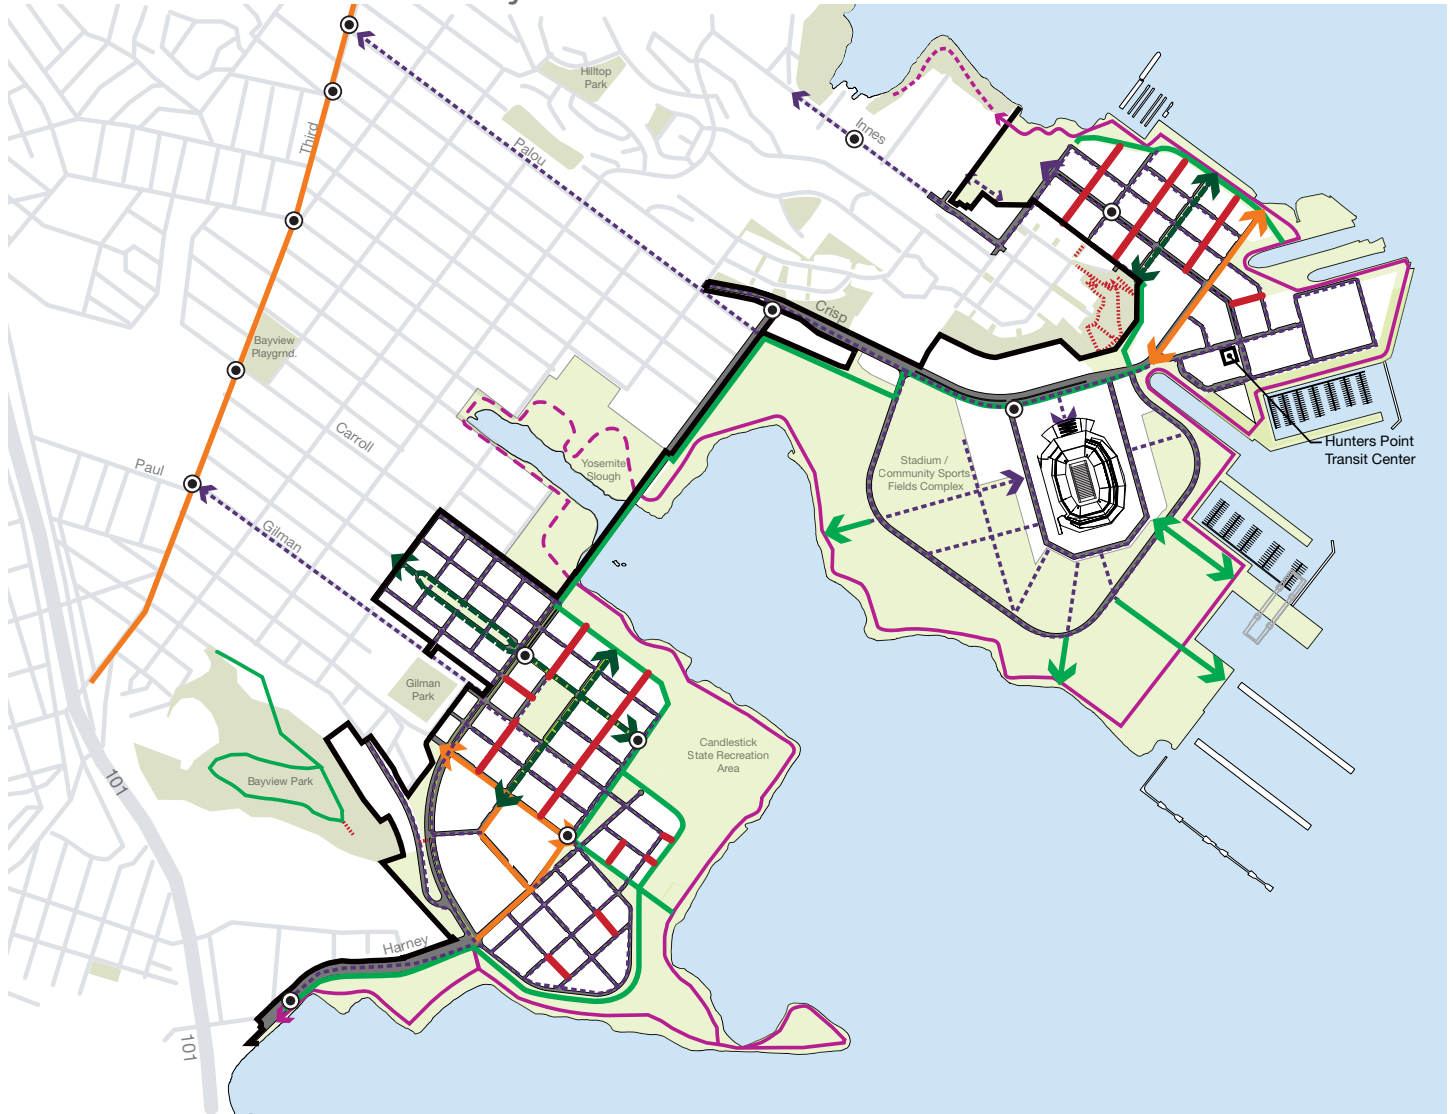 Hilltop
Park
Third
Palou
Innes
Crisp
Bayview
Playgrnd.
Carroll
Paul
Gilman
Yosemite
Slough
Stadium /
Community Sports
Fields Complex
Hunters Point
Transit Center
Gilman
Park
Candlestick
State Recreation
Area
Bayview Park
101
Harney
101